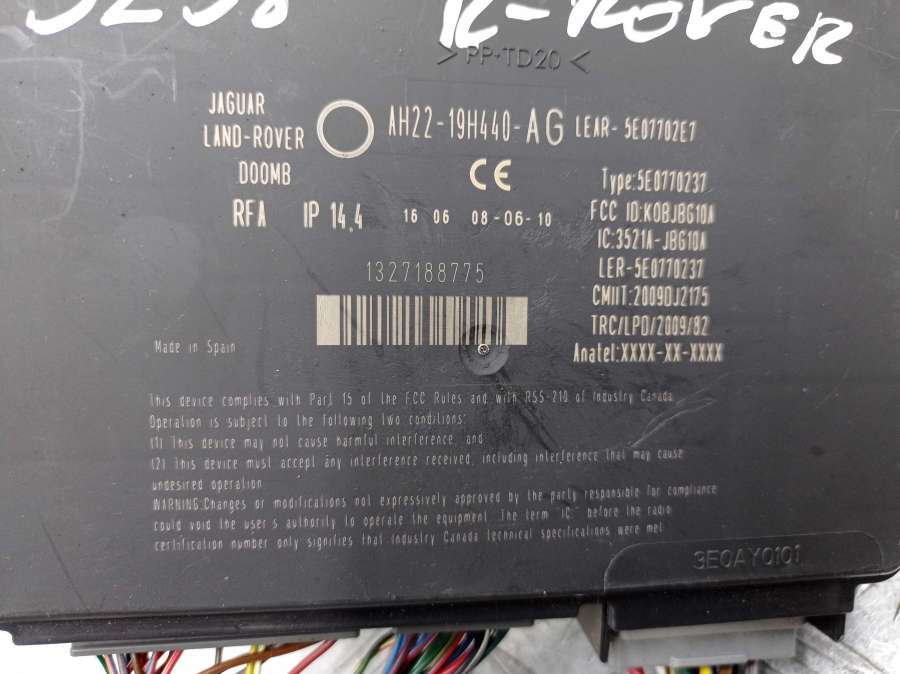 R-ROVER
> PP-TD20 <
JAGUAR
LAND-ROVER
DOOMB
AH22-19H440-AG LEAR- 5E07702E7
CE
RFA IP 14.4 16 06 08-06-10
Type:5E0770237
FCC ID:KOBJBG10A
IC:3521A-JBG10A
LER-5E0770237
CMIIT:2009DJ2175
TRC/LPD/2009/82
Anatel:XXXX-XX-XXXX
1327188775
Made in Spain
This device complies with Part 15 of the FCC Rules and with RSS-210 of Industry Canada
Operation is subject to the following two conditions:
(1) This device may not cause harmful interference, and
(2) This device must accept any interference received, including interference that may cause
undesired operation
WARNING:Changes or modifications not expressively approved by the party responsible for compliance
could void the user's authority to operate the equipment. The term "IC:" before the radio
certification number only signifies that Industry Canada technical specifications were met
3E0AY0101